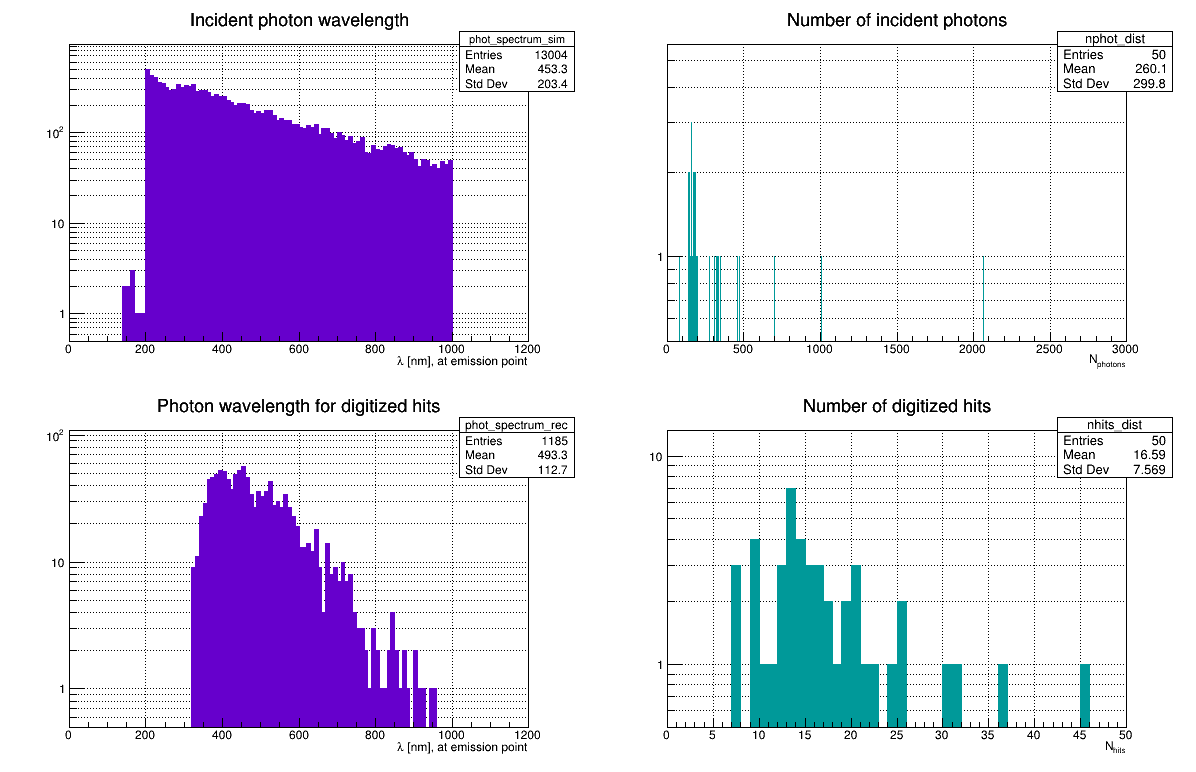 Incident photon wavelength
phot_spectrum_sim
Entries 13004
Mean 453.3
Std Dev 203.4
10²
10
1
0 200 400 600 800 1000 1200
λ [nm], at emission point
Number of incident photons
nphot_dist
Entries 50
Mean 260.1
Std Dev 299.8
1
0 500 1000 1500 2000 2500 3000
Nphotons
Photon wavelength for digitized hits
phot_spectrum_rec
Entries 1185
Mean 493.3
Std Dev 112.7
10²
10
1
0 200 400 600 800 1000 1200
λ [nm], at emission point
Number of digitized hits
nhits_dist
Entries 50
Mean 16.59
Std Dev 7.569
10
1
0 5 10 15 20 25 30 35 40 45 50
Nhits